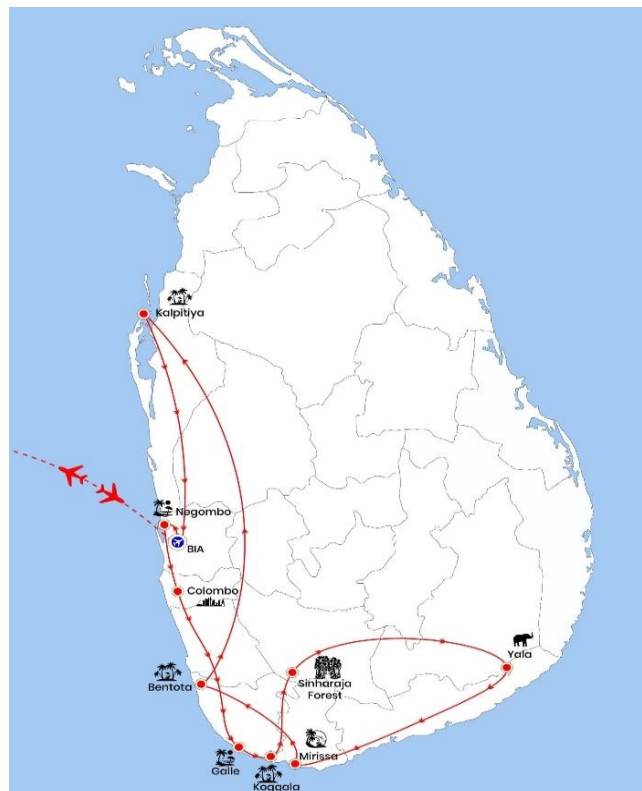 Kalpitiya
Negombo
BIA
Colombo
Bentota
Sinharaja
Forest
Yala
Galle
Koggala
Mirissa